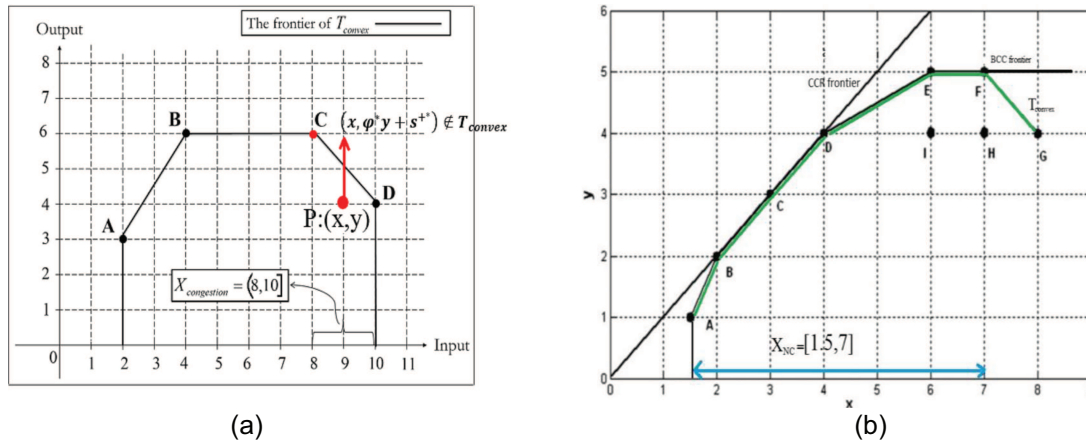 The frontier of T_convex
Output
8
7
6
5
4
3
2
1
0
1
2
3
4
5
6
7
8
9
10
11
Input
A
B
C
D
(x, φ*y + s⁺*) ∉ T_convex
P:(x,y)
X_congestion = (8,10]
(a)
6
5
4
3
2
1
0
y
1
2
3
4
5
6
7
8
x
CCR frontier
BCC frontier
T_convex
A
B
C
D
E
F
G
H
I
X_NC=[1.5,7]
(b)